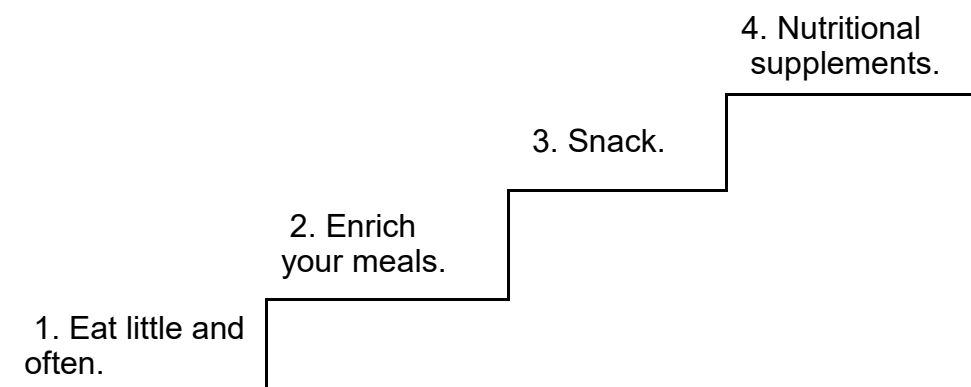 4. Nutritional
supplements.
3. Snack.
2. Enrich
your meals.
1. Eat little and
often.